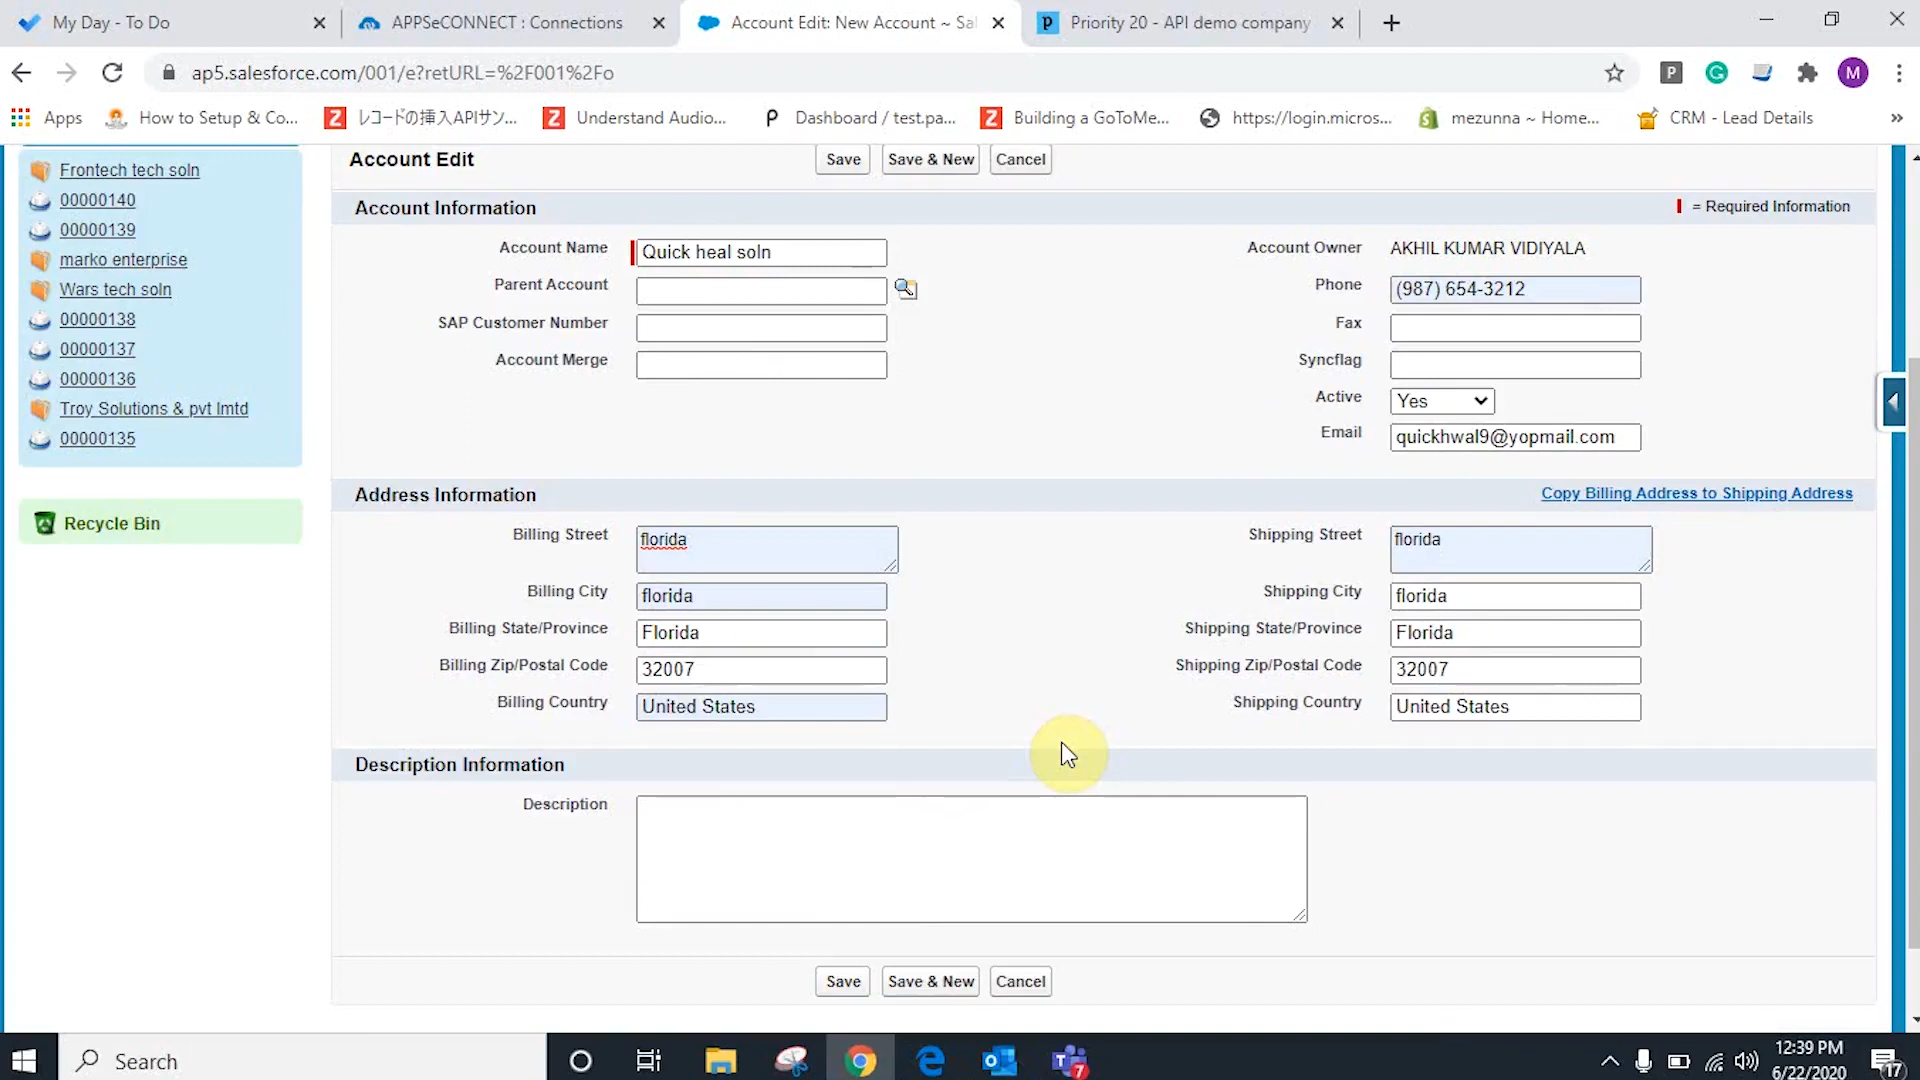 My Day - To Do
APPSeCONNECT : Connections
Account Edit: New Account ~ Sal
Priority 20 - API demo company
ap5.salesforce.com/001/e?retURL=%2F001%2Fo
P
M
Apps
How to Setup & Co...
レコードの挿入APIサン...
Understand Audio...
Dashboard / test.pa...
Building a GoToMe...
https://login.micros...
mezunna ~ Home...
CRM - Lead Details
»
Frontech tech soln
00000140
00000139
marko enterprise
Wars tech soln
00000138
00000137
00000136
Troy Solutions & pvt lmtd
00000135
Recycle Bin
Account Edit
Save
Save & New
Cancel
Account Information
= Required Information
Account Name
Quick heal soln
Account Owner
AKHIL KUMAR VIDIYALA
Parent Account
Phone
(987) 654-3212
SAP Customer Number
Fax
Account Merge
Syncflag
Active
Yes
Email
quickhwal9@yopmail.com
Address Information
Copy Billing Address to Shipping Address
Billing Street
florida
Shipping Street
florida
Billing City
florida
Shipping City
florida
Billing State/Province
Florida
Shipping State/Province
Florida
Billing Zip/Postal Code
32007
Shipping Zip/Postal Code
32007
Billing Country
United States
Shipping Country
United States
Description Information
Description
Save
Save & New
Cancel
Search
7
12:39 PM
6/22/2020
17